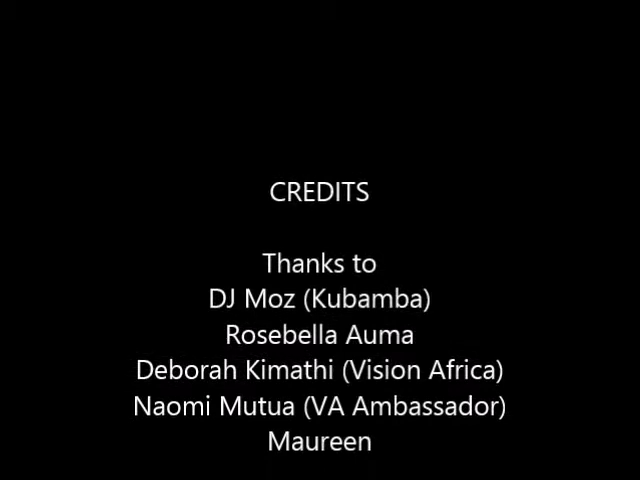 CREDITS
Thanks to
DJ Moz (Kubamba)
Rosebella Auma
Deborah Kimathi (Vision Africa)
Naomi Mutua (VA Ambassador)
Maureen